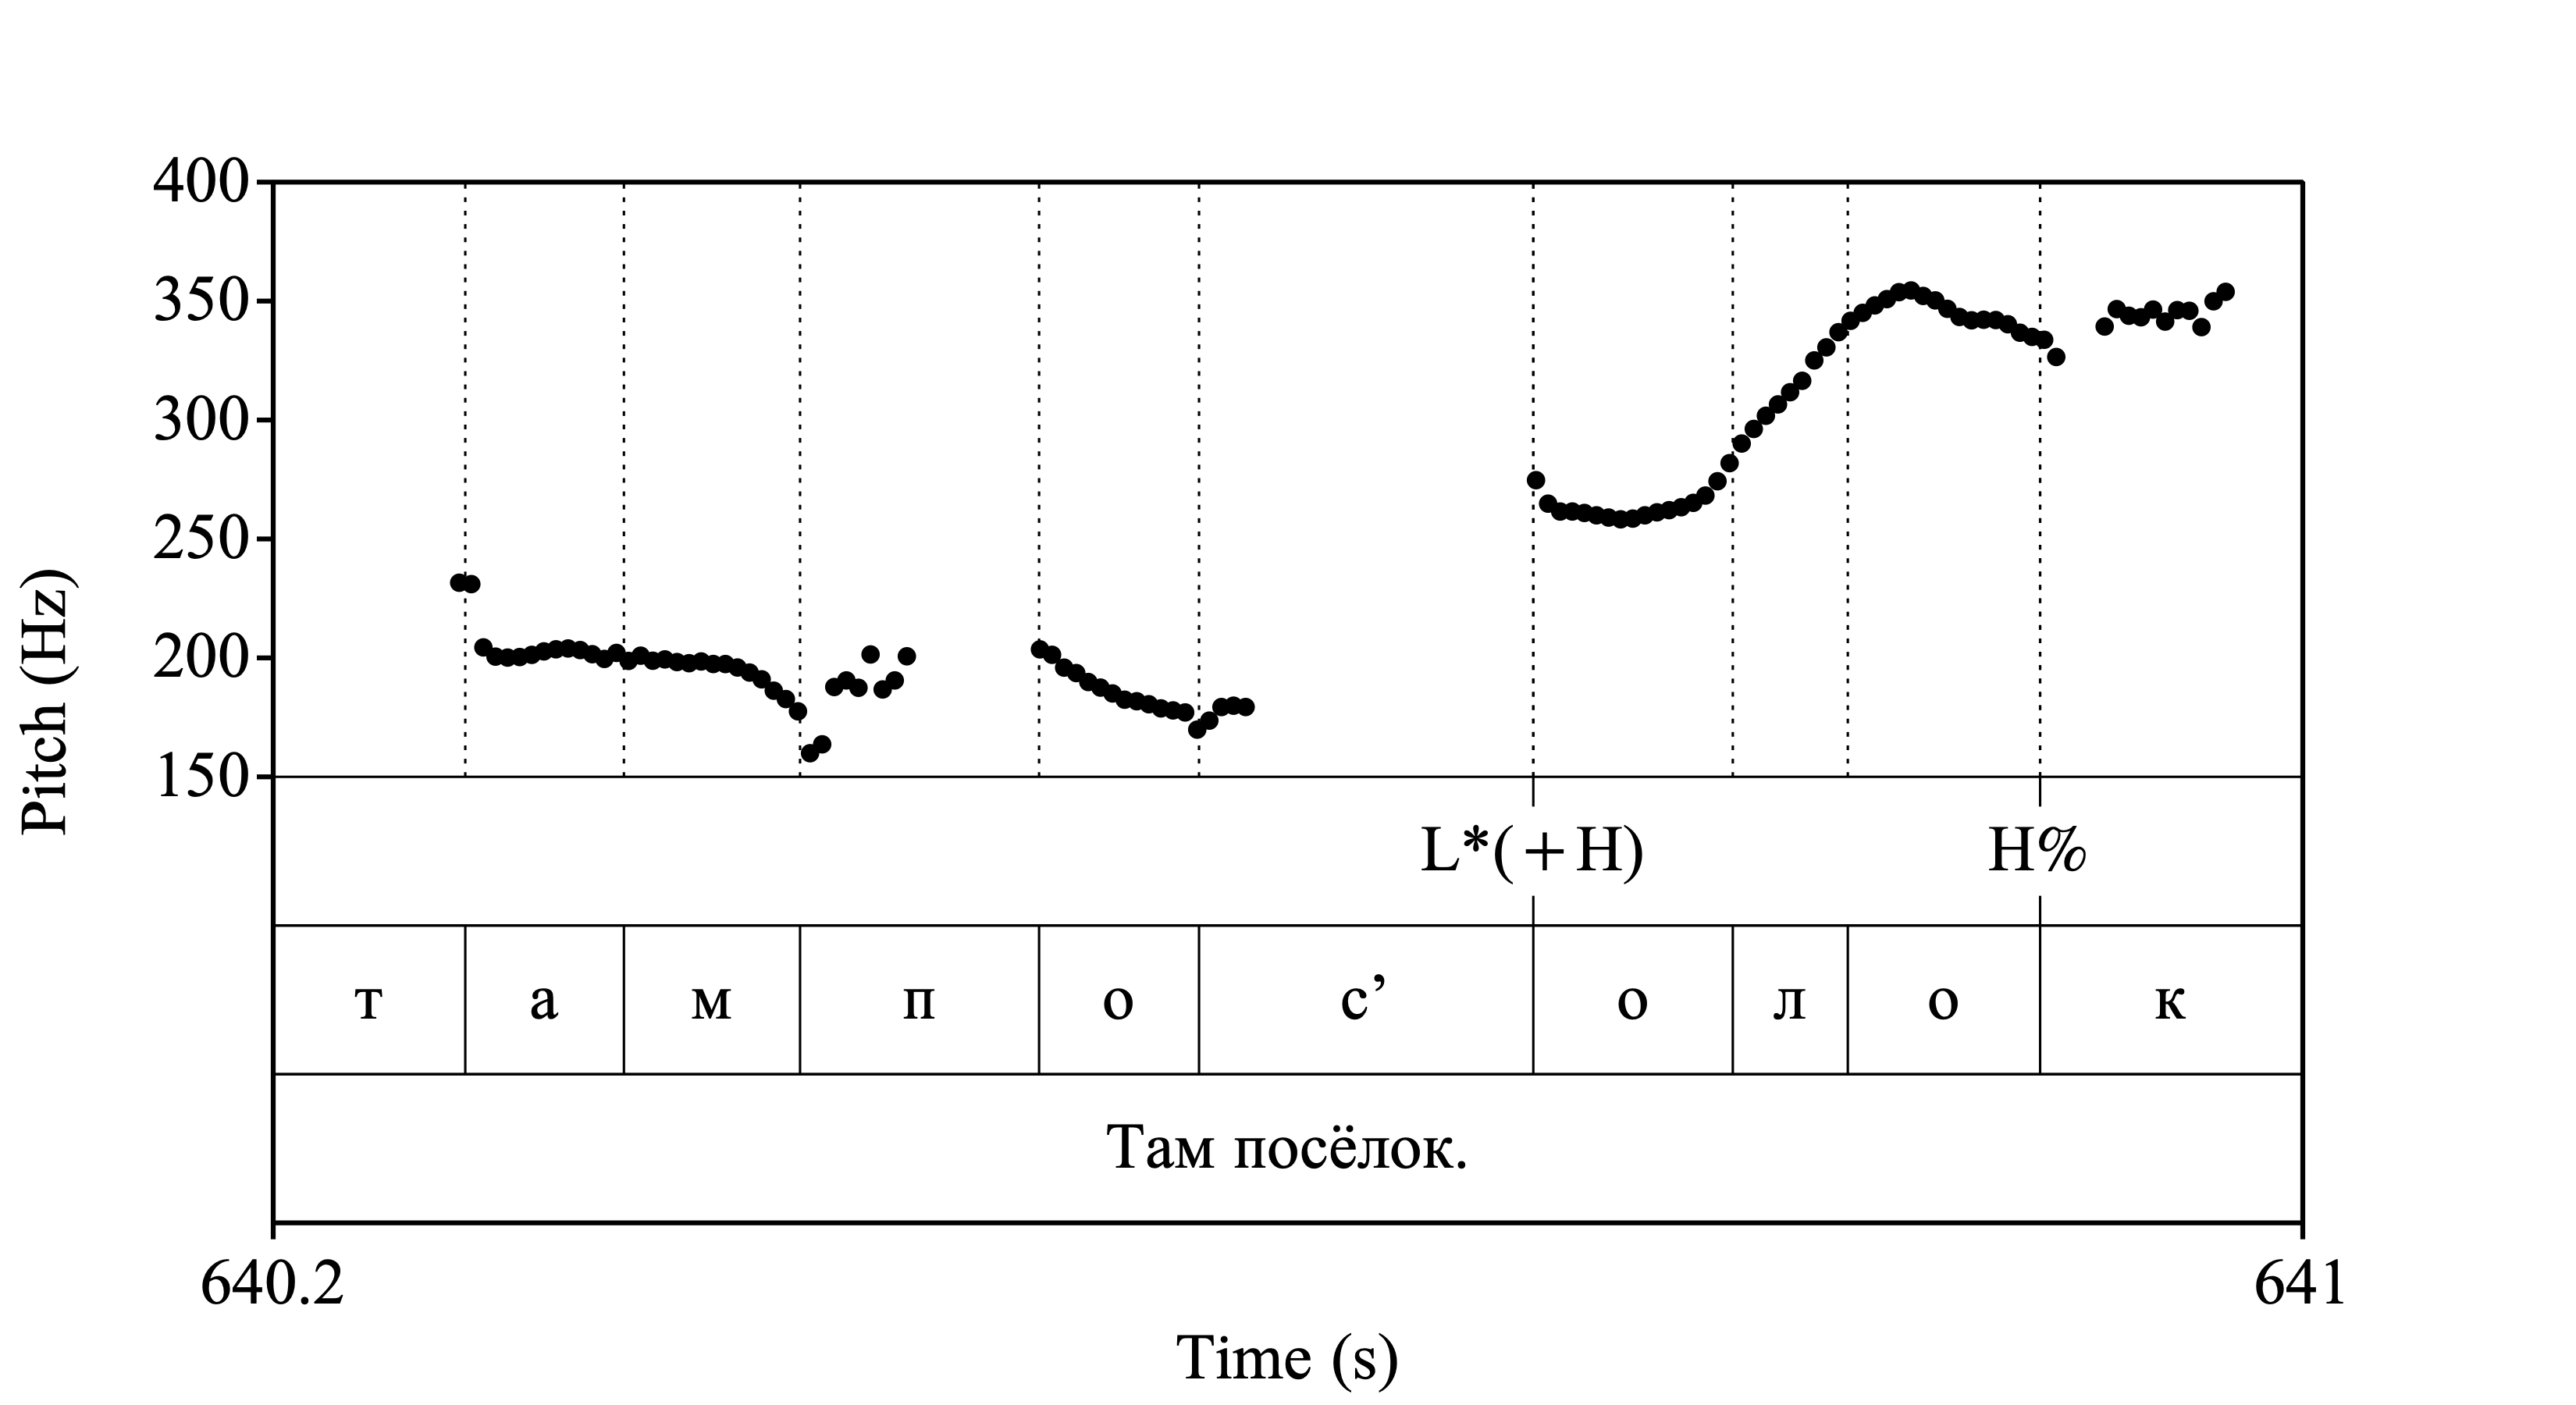 400
350
300
250
200
150
Pitch (Hz)
L*(+H) H%
т а м п о с’ о л о к
Там посёлок.
640.2 641
Time (s)